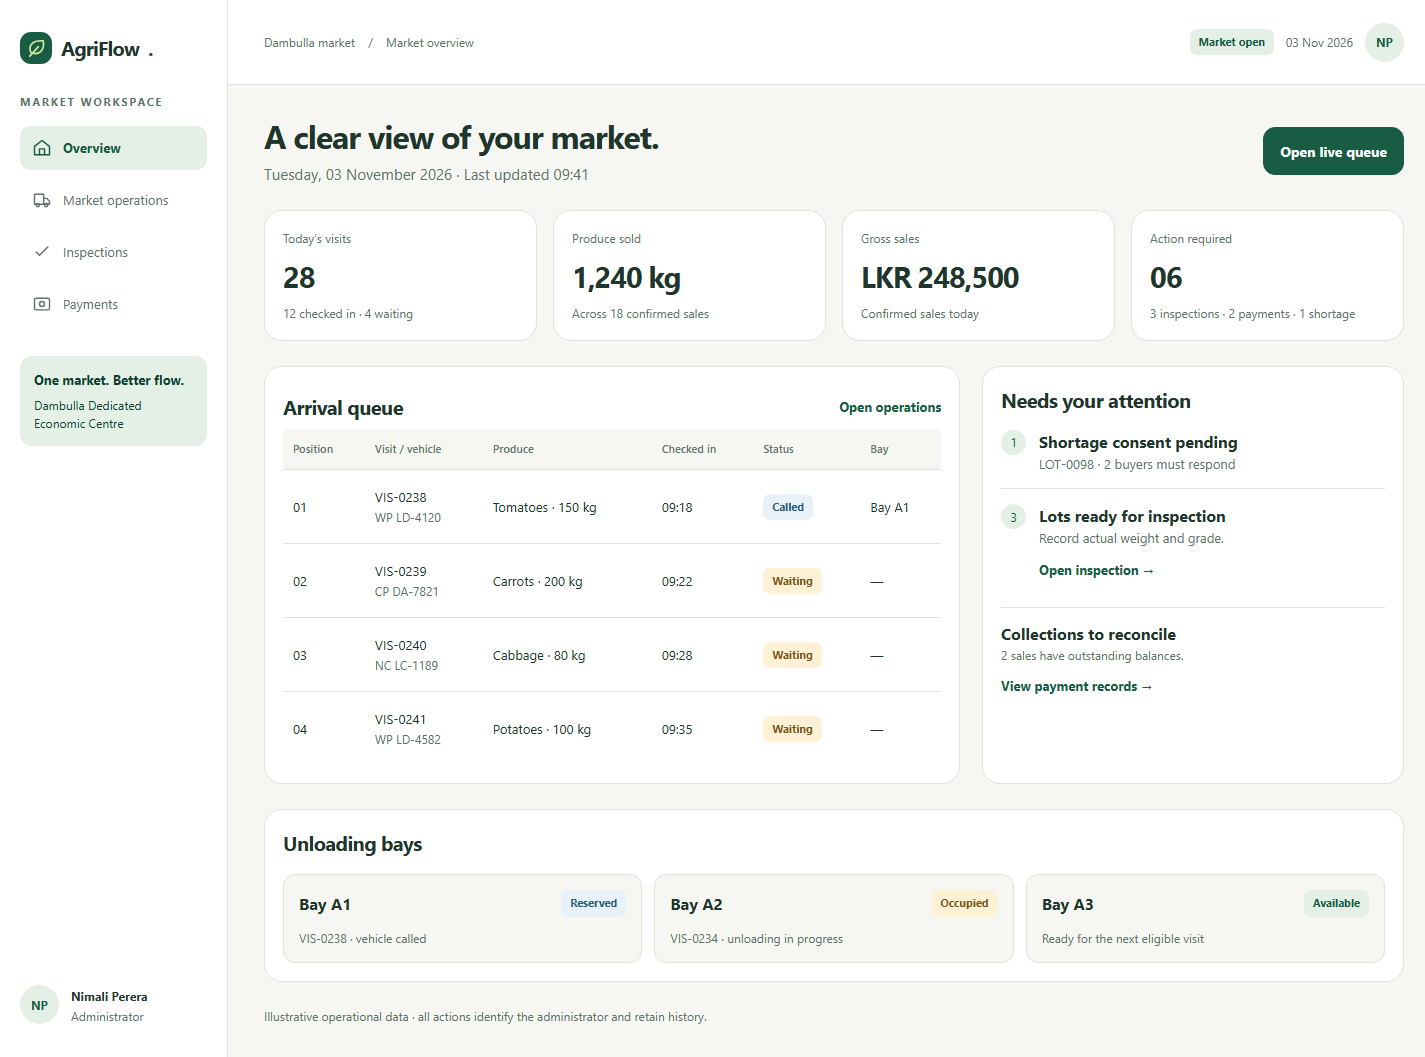 AgriFlow .
MARKET WORKSPACE
Overview
Market operations
Inspections
Payments
One market. Better flow.
Dambulla Dedicated
Economic Centre
NP
Nimali Perera
Administrator
Dambulla market / Market overview
Market open 03 Nov 2026 NP
A clear view of your market.
Tuesday, 03 November 2026 · Last updated 09:41
Open live queue
Today's visits
28
12 checked in · 4 waiting
Produce sold
1,240 kg
Across 18 confirmed sales
Gross sales
LKR 248,500
Confirmed sales today
Action required
06
3 inspections · 2 payments · 1 shortage
Arrival queue
Open operations
Position Visit / vehicle Produce Checked in Status Bay
01 VIS-0238 WP LD-4120 Tomatoes · 150 kg 09:18 Called Bay A1
02 VIS-0239 CP DA-7821 Carrots · 200 kg 09:22 Waiting —
03 VIS-0240 NC LC-1189 Cabbage · 80 kg 09:28 Waiting —
04 VIS-0241 WP LD-4582 Potatoes · 100 kg 09:35 Waiting —
Needs your attention
1 Shortage consent pending
LOT-0098 · 2 buyers must respond
3 Lots ready for inspection
Record actual weight and grade.
Open inspection →
Collections to reconcile
2 sales have outstanding balances.
View payment records →
Unloading bays
Bay A1 Reserved
VIS-0238 · vehicle called
Bay A2 Occupied
VIS-0234 · unloading in progress
Bay A3 Available
Ready for the next eligible visit
Illustrative operational data · all actions identify the administrator and retain history.